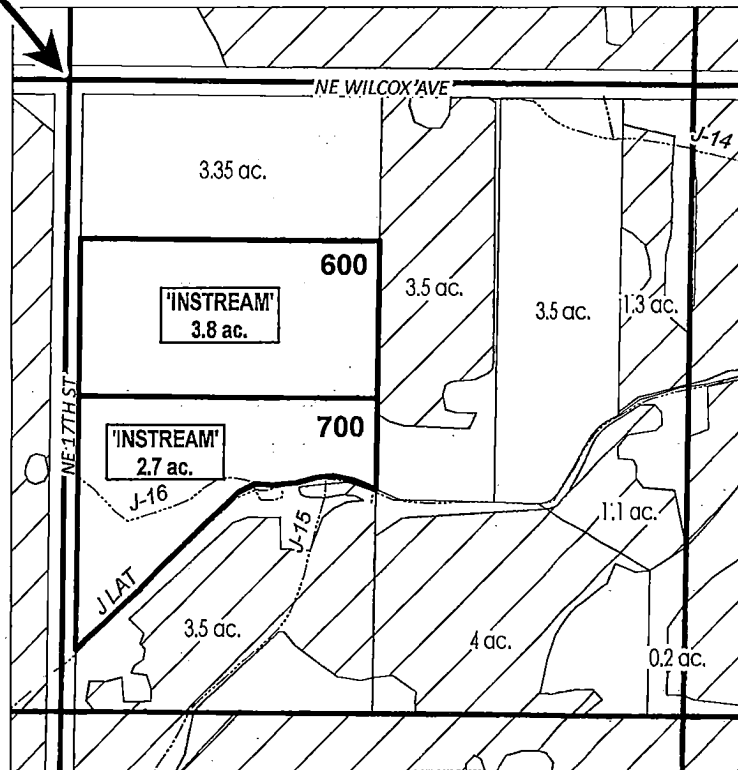 NE WILCOX AVE
J-14
3.35 ac.
600
'INSTREAM'
3.8 ac.
3.5 ac.
3.5 ac.
1.3 ac.
NE 17TH ST
700
'INSTREAM'
2.7 ac.
J-16
J-15
1.1 ac.
J LAT
3.5 ac.
4 ac.
0.2 ac.